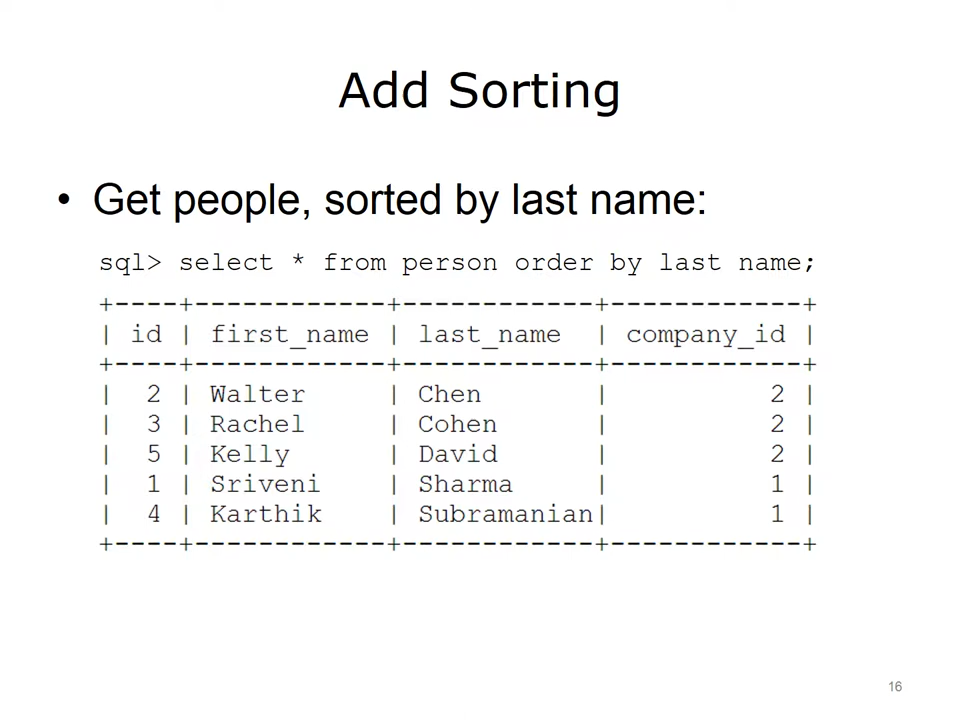 Add Sorting
• Get people, sorted by last name:
sql> select * from person order by last name;
+----+------------+------------+------------+
| id | first_name | last_name  | company_id |
+----+------------+------------+------------+
|  2 | Walter     | Chen       |          2 |
|  3 | Rachel     | Cohen      |          2 |
|  5 | Kelly      | David      |          2 |
|  1 | Sriveni    | Sharma     |          1 |
|  4 | Karthik    | Subramanian|          1 |
+----+------------+------------+------------+
16